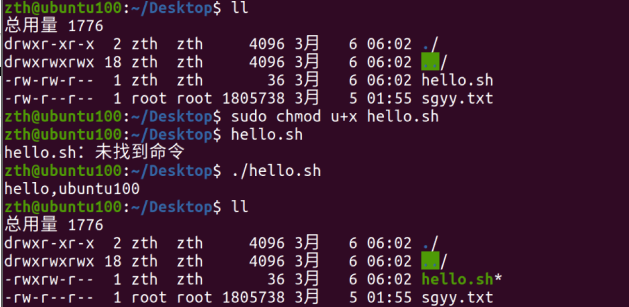 zth@ubuntu100:~/Desktop$ ll
总用量 1776
drwxr-xr-x  2 zth  zth     4096 3月   6 06:02 ./
drwxrwxrwx 18 zth  zth     4096 3月   6 06:02 ../
-rw-rw-r--  1 zth  zth       36 3月   6 06:02 hello.sh
-rw-r--r--  1 root root 1805738 3月   5 01:55 sgyy.txt
zth@ubuntu100:~/Desktop$ sudo chmod u+x hello.sh
zth@ubuntu100:~/Desktop$ hello.sh
hello.sh：未找到命令
zth@ubuntu100:~/Desktop$ ./hello.sh
hello,ubuntu100
zth@ubuntu100:~/Desktop$ ll
总用量 1776
drwxr-xr-x  2 zth  zth     4096 3月   6 06:02 ./
drwxrwxrwx 18 zth  zth     4096 3月   6 06:02 ../
-rwxrw-r--  1 zth  zth       36 3月   6 06:02 hello.sh*
-rw-r--r--  1 root root 1805738 3月   5 01:55 sgyy.txt